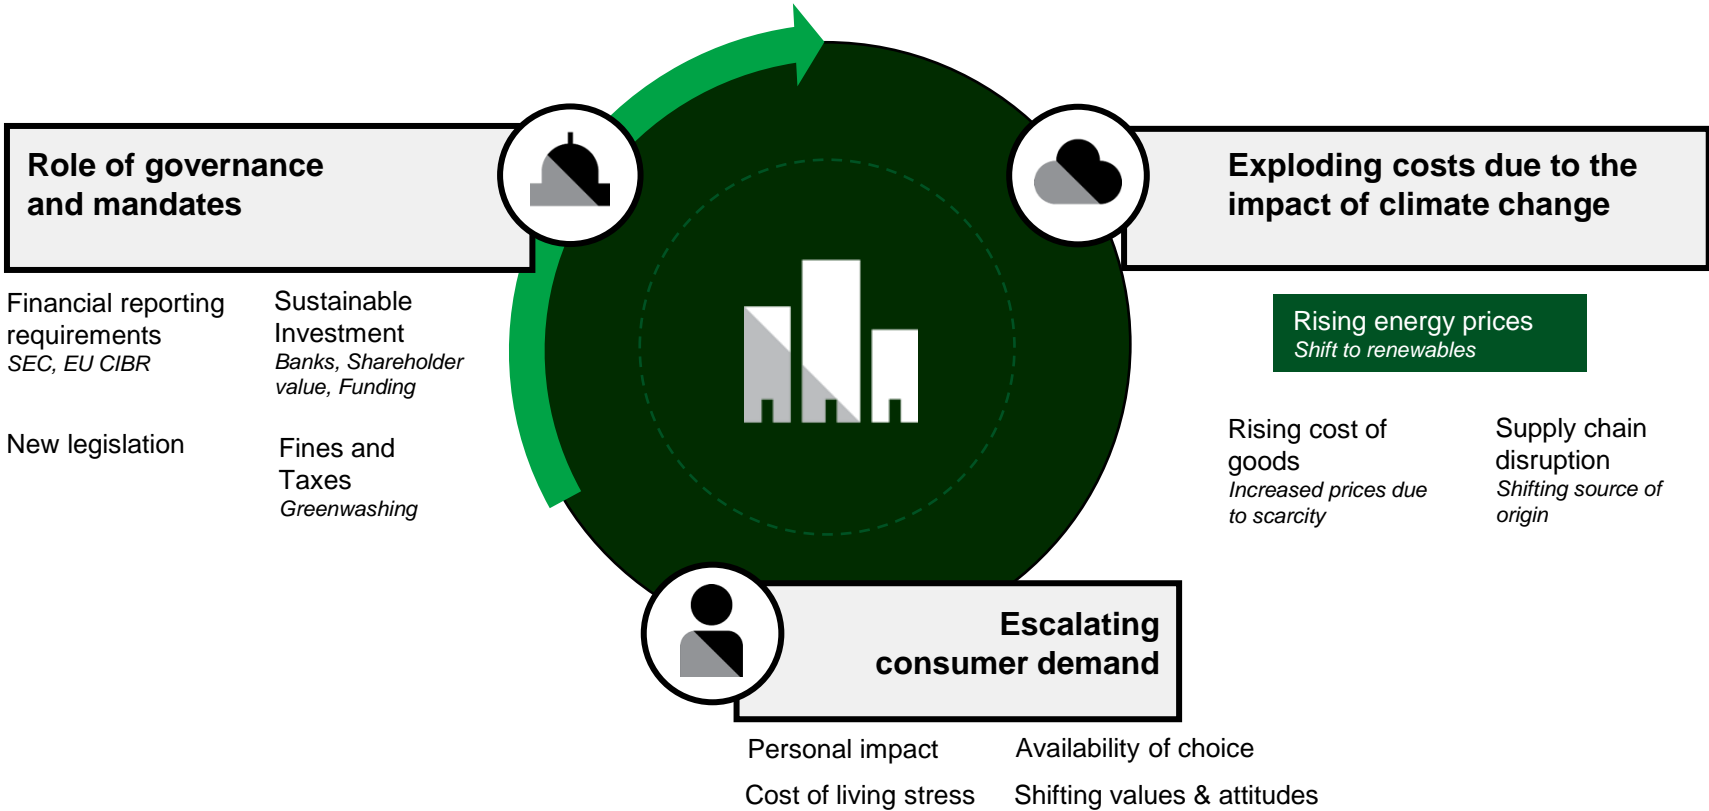 Role of governance
and mandates
Financial reporting
requirements
SEC, EU CIBR
Sustainable
Investment
Banks, Shareholder
value, Funding
New legislation
Fines and
Taxes
Greenwashing
Exploding costs due to the
impact of climate change
Rising energy prices
Shift to renewables
Rising cost of
goods
Increased prices due
to scarcity
Supply chain
disruption
Shifting source of
origin
Escalating
consumer demand
Personal impact
Availability of choice
Cost of living stress
Shifting values & attitudes